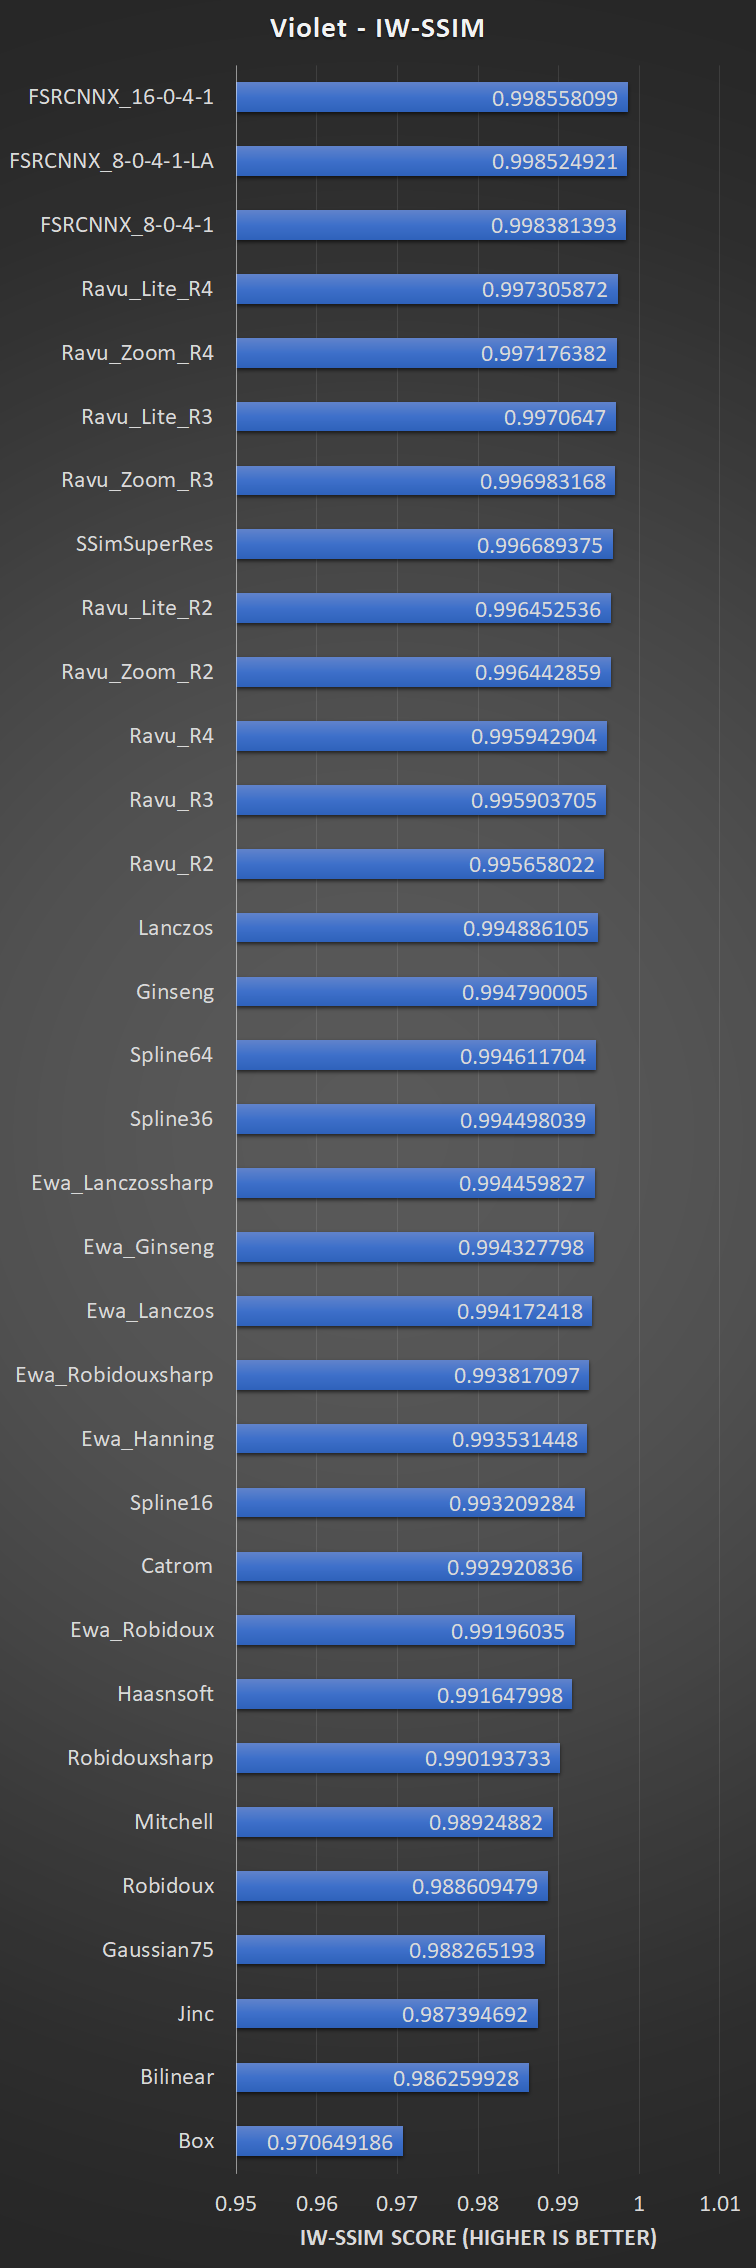 Violet - IW-SSIM
FSRCNNX_16-0-4-1 0.998558099
FSRCNNX_8-0-4-1-LA 0.998524921
FSRCNNX_8-0-4-1 0.998381393
Ravu_Lite_R4 0.997305872
Ravu_Zoom_R4 0.997176382
Ravu_Lite_R3 0.9970647
Ravu_Zoom_R3 0.996983168
SSimSuperRes 0.996689375
Ravu_Lite_R2 0.996452536
Ravu_Zoom_R2 0.996442859
Ravu_R4 0.995942904
Ravu_R3 0.995903705
Ravu_R2 0.995658022
Lanczos 0.994886105
Ginseng 0.994790005
Spline64 0.994611704
Spline36 0.994498039
Ewa_Lanczossharp 0.994459827
Ewa_Ginseng 0.994327798
Ewa_Lanczos 0.994172418
Ewa_Robidouxsharp 0.993817097
Ewa_Hanning 0.993531448
Spline16 0.993209284
Catrom 0.992920836
Ewa_Robidoux 0.99196035
Haasnsoft 0.991647998
Robidouxsharp 0.990193733
Mitchell 0.98924882
Robidoux 0.988609479
Gaussian75 0.988265193
Jinc 0.987394692
Bilinear 0.986259928
Box 0.970649186
0.95 0.96 0.97 0.98 0.99 1 1.01
IW-SSIM SCORE (HIGHER IS BETTER)